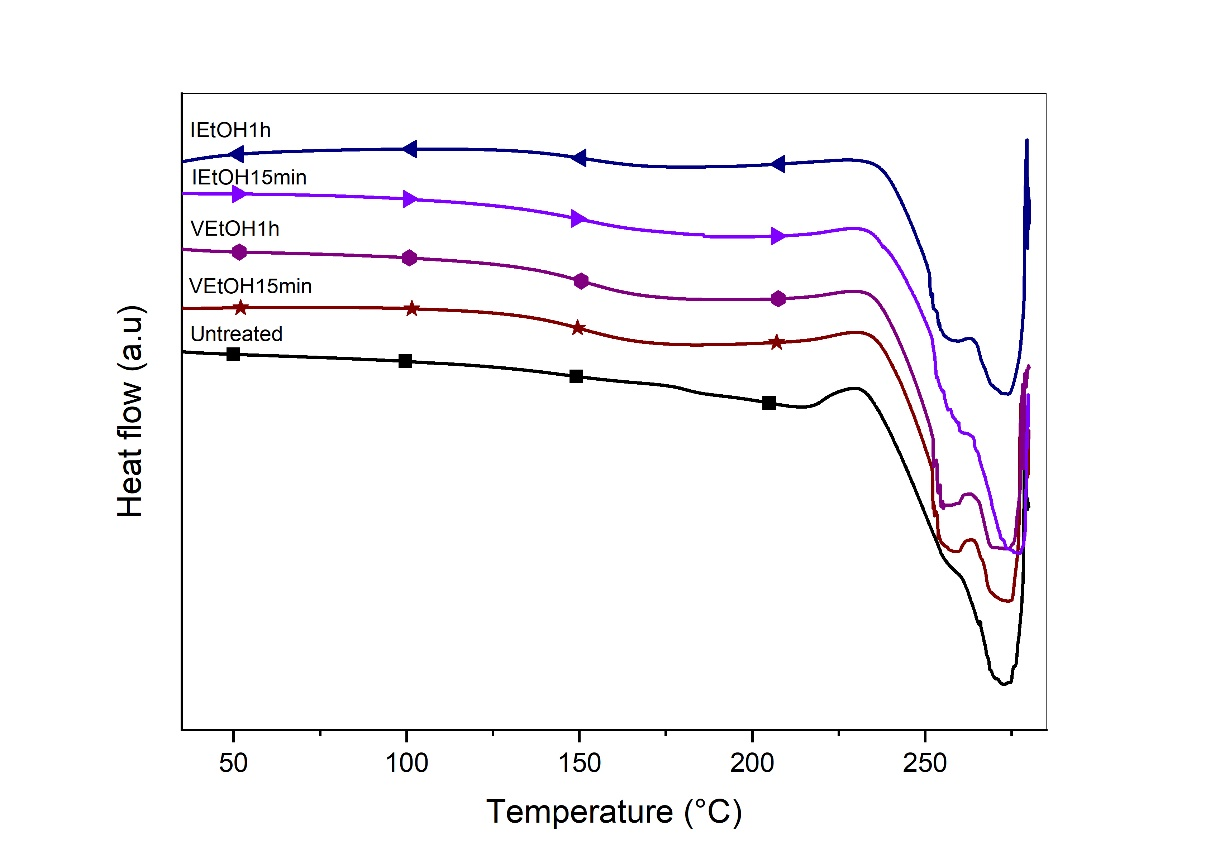 IEtOH1h
IEtOH15min
VEtOH1h
VEtOH15min
Untreated
Heat flow (a.u)
50 100 150 200 250
Temperature (°C)